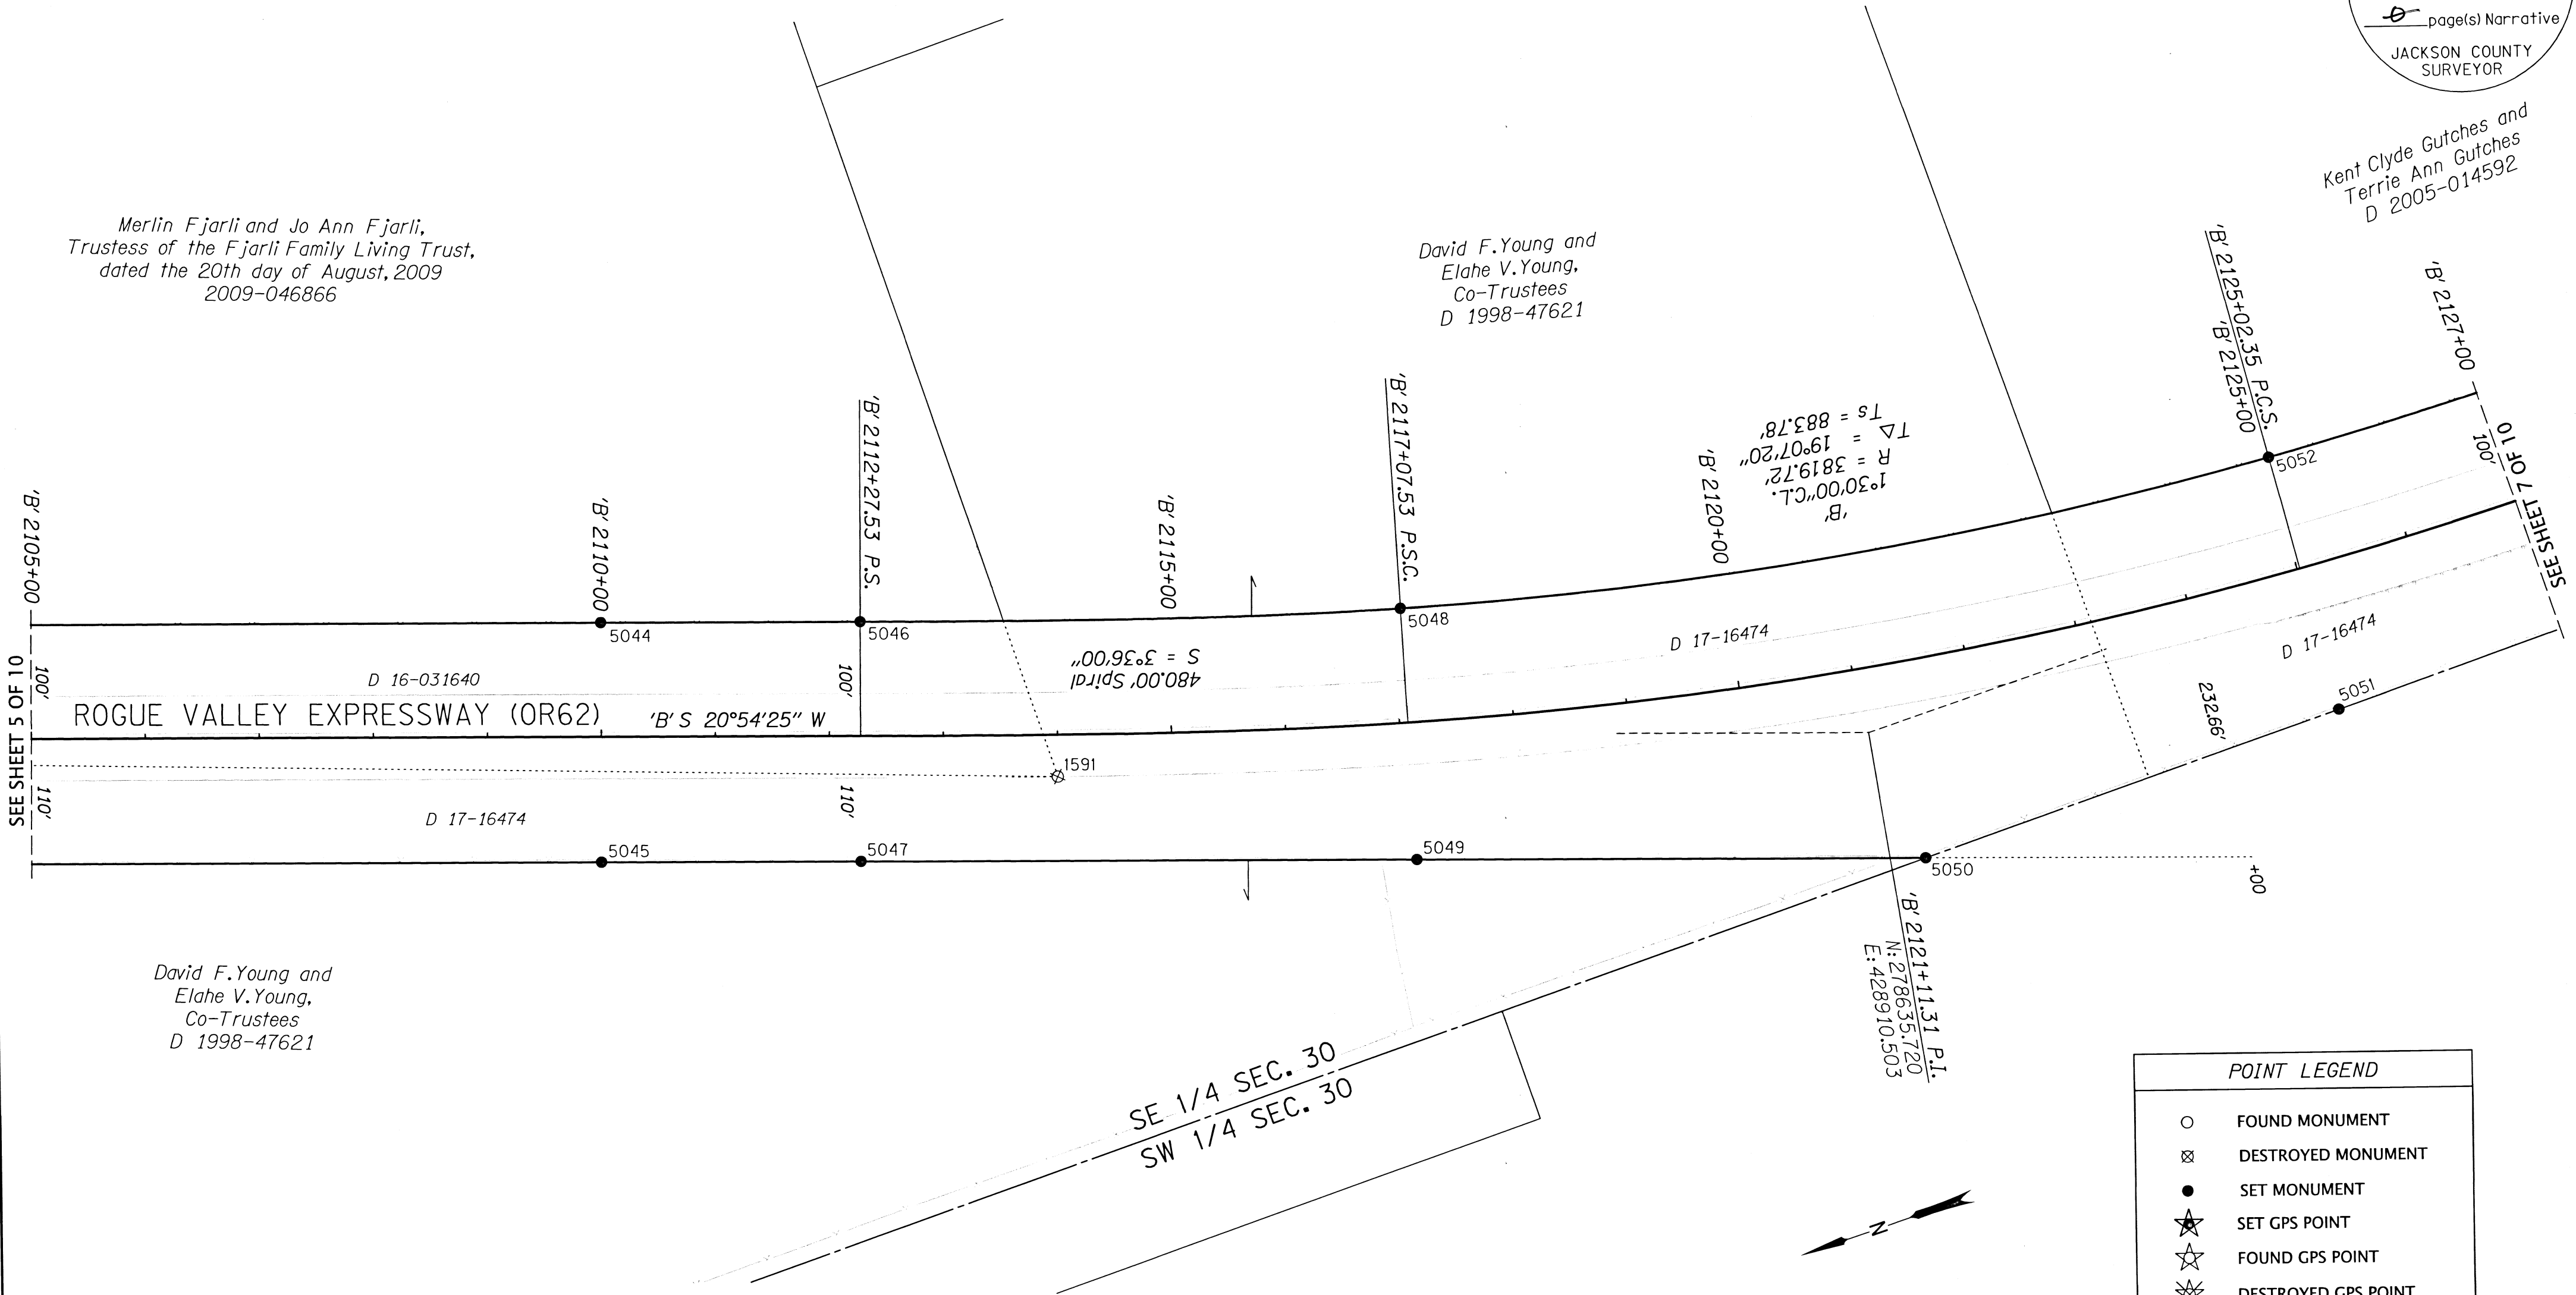 page(s) Narrative
JACKSON COUNTY
SURVEYOR
Kent Clyde Gutches and
Terrie Ann Gutches
D 2005-014592
Merlin Fjarli and Jo Ann Fjarli,
Trustess of the Fjarli Family Living Trust,
dated the 20th day of August, 2009
2009-046866
David F. Young and
Elahe V. Young,
Co-Trustees
D 1998-47621
'B' 2105+00
'B' 2110+00
'B' 2112+27.53 P.S.
'B' 2115+00
'B' 2117+07.53 P.S.C.
'B' 2120+00
'B'
1°30'00" C.L.
R = 3819.72'
T△ = 19°07'20"
Ts = 883.78'
'B' 2125+02.35 P.C.S.
'B' 2125+00
'B' 2127+00
5044
5046
5048
5052
100'
SEE SHEET 7 OF 10
SEE SHEET 5 OF 10
100'
D 16-031640
100'
480.00' Spiral
S = 3°36'00"
D 17-16474
D 17-16474
ROGUE VALLEY EXPRESSWAY (OR62)
'B' S 20°54'25" W
1591
232.66'
5051
110'
D 17-16474
110'
5045
5047
5049
5050
+00
'B' 2121+11.31 P.I.
N:278635.720
E:428910.503
David F. Young and
Elahe V. Young,
Co-Trustees
D 1998-47621
SE 1/4 SEC. 30
SW 1/4 SEC. 30
N
POINT LEGEND
FOUND MONUMENT
DESTROYED MONUMENT
SET MONUMENT
SET GPS POINT
FOUND GPS POINT
DESTROYED GPS POINT